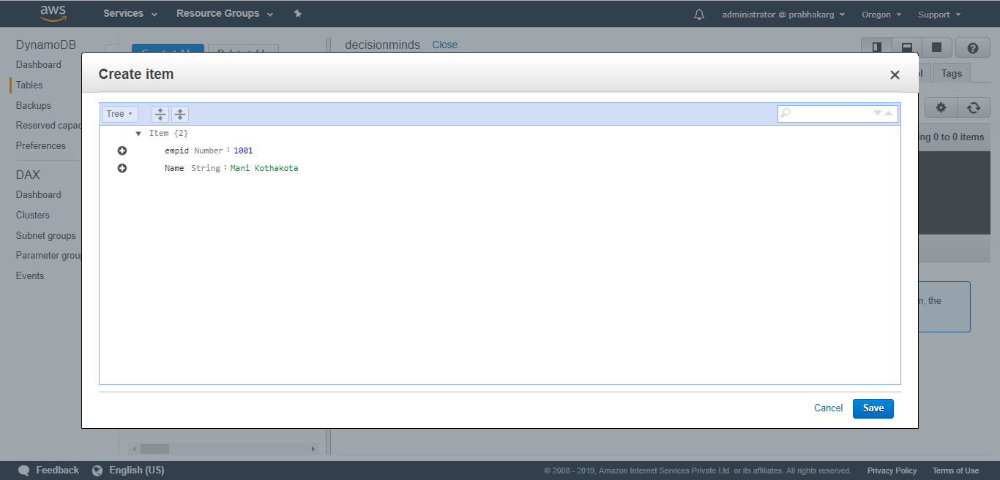 aws Services Resource Groups administrator @ prabhakarg Oregon Support
DynamoDB
Dashboard
Tables
Backups
Reserved capac
Preferences
DAX
Dashboard
Clusters
Subnet groups
Parameter grou
Events
decisionminds Close
Tags
ing 0 to 0 items
the
Create item
Tree
Item {2}
empid Number : 1001
Name String : Mani Kothakota
Cancel Save
Feedback English (US) © 2008 - 2019, Amazon Internet Services Private Ltd. or its affiliates. All rights reserved. Privacy Policy Terms of Use